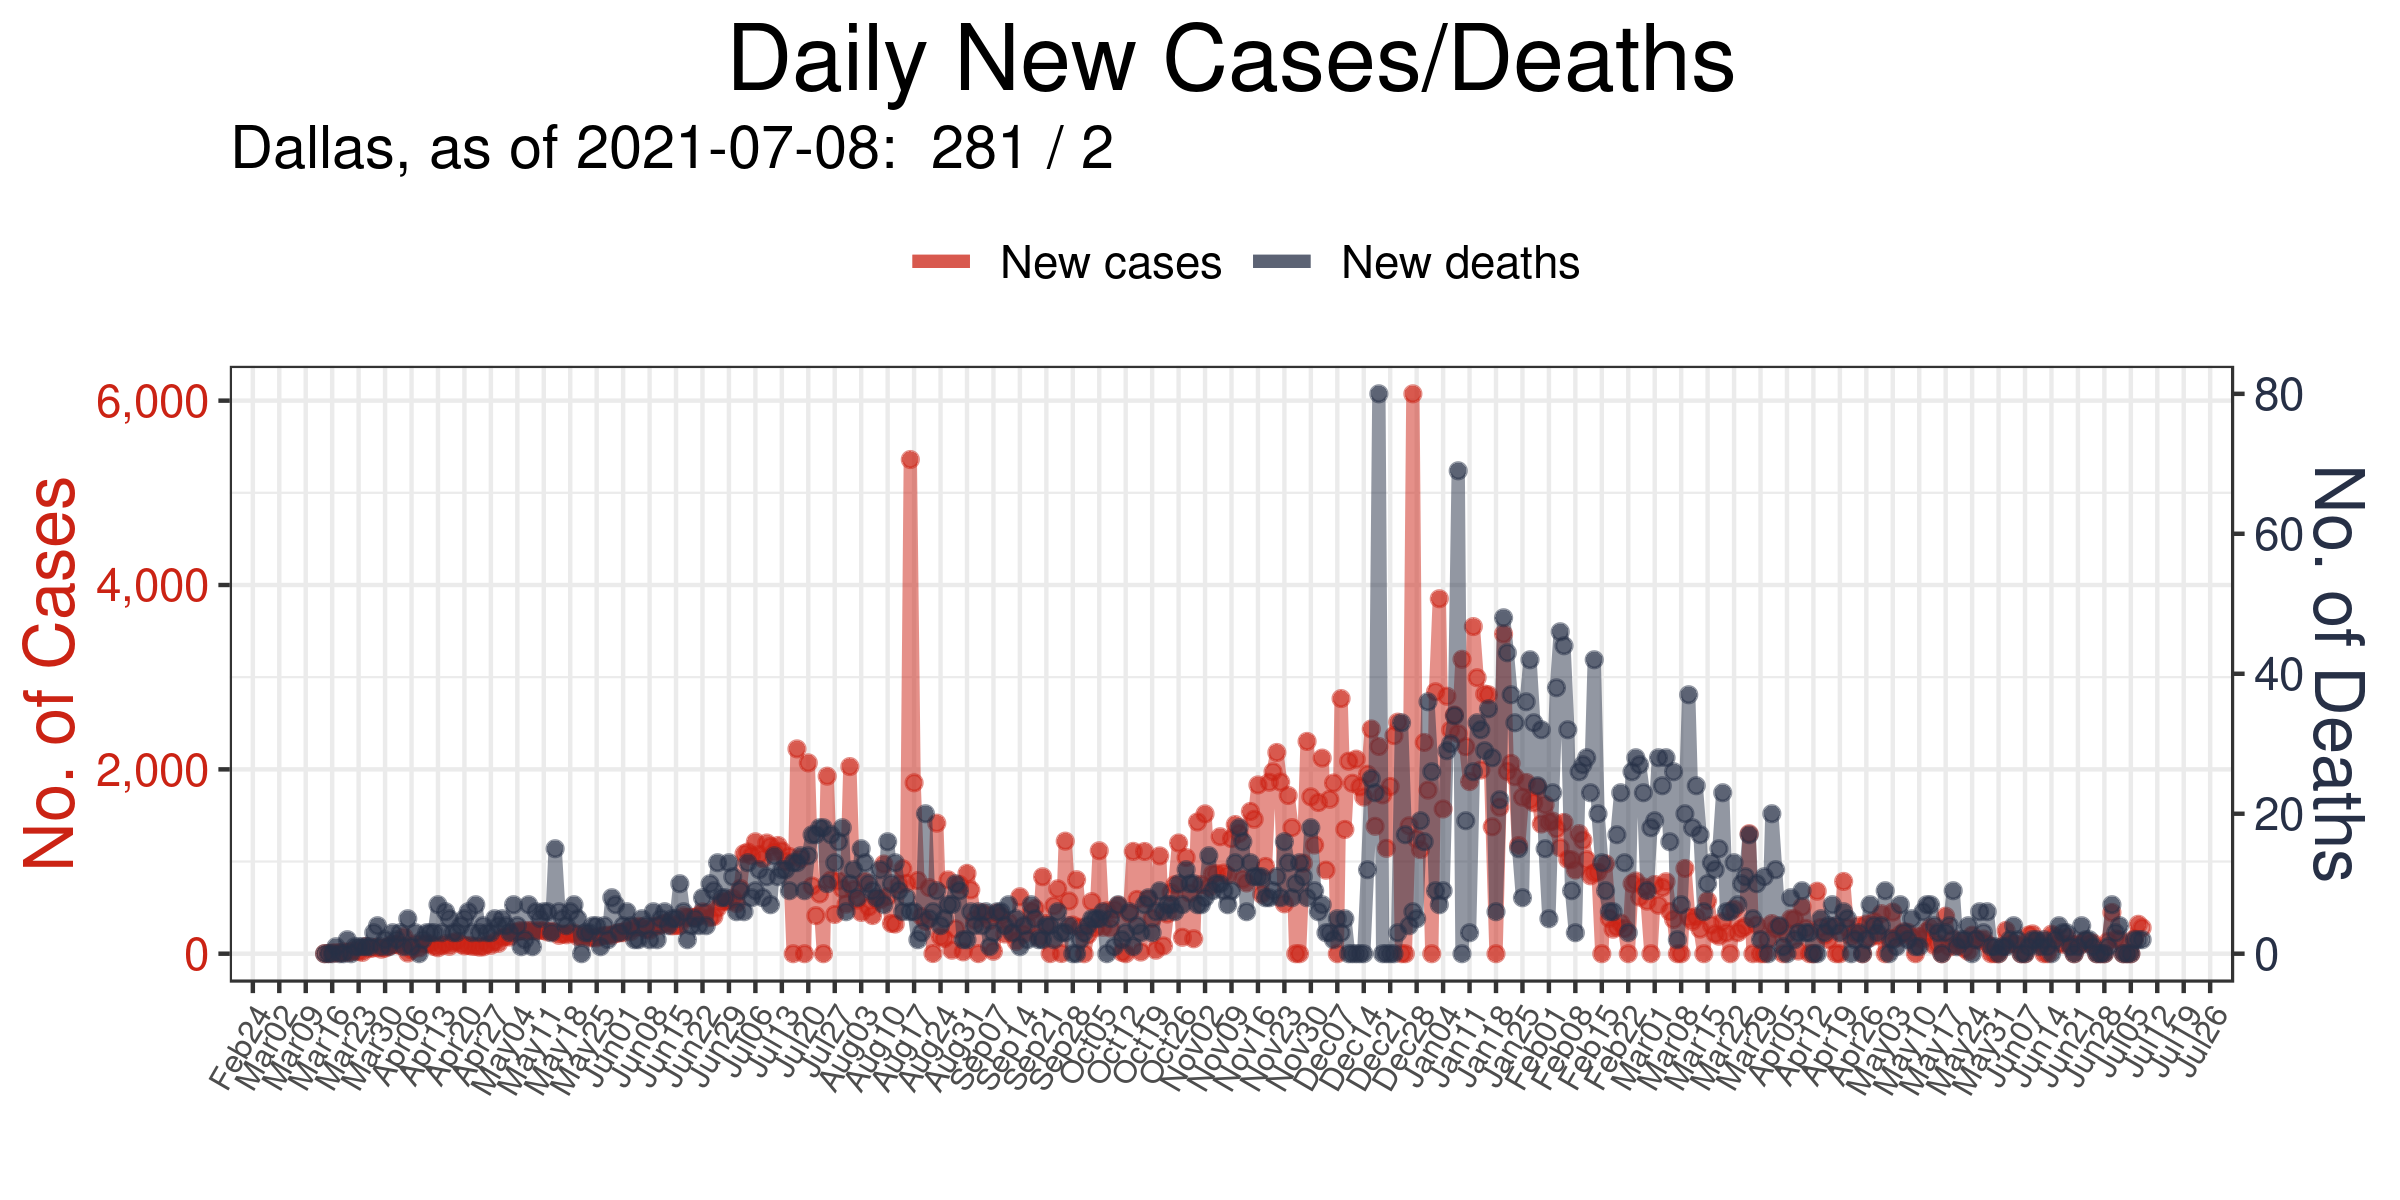 Daily New Cases/Deaths
Dallas, as of 2021-07-08: 281 / 2
New cases New deaths
No. of Cases
6,000
4,000
2,000
0
80
60
40
20
0
No. of Deaths
Feb24
Mar02
Mar09
Mar16
Mar23
Mar30
Apr06
Apr13
Apr20
Apr27
May04
May11
May18
May25
Jun01
Jun08
Jun15
Jun22
Jun29
Jul06
Jul13
Jul20
Jul27
Aug03
Aug10
Aug17
Aug24
Aug31
Sep07
Sep14
Sep21
Sep28
Oct05
Oct12
Oct19
Oct26
Nov02
Nov09
Nov16
Nov23
Nov30
Dec07
Dec14
Dec21
Dec28
Jan04
Jan11
Jan18
Jan25
Feb01
Feb08
Feb15
Feb22
Mar01
Mar08
Mar15
Mar22
Mar29
Apr05
Apr12
Apr19
Apr26
May03
May10
May17
May24
May31
Jun07
Jun14
Jun21
Jun28
Jul05
Jul12
Jul19
Jul26